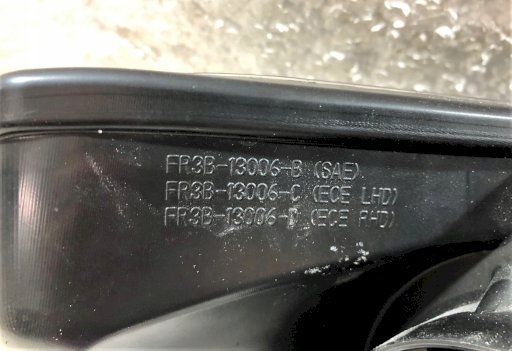 FR3B-13006-B (SAE)
FR3B-13006-C (ECE LHD)
FR3B-13006-D (ECE RHD)